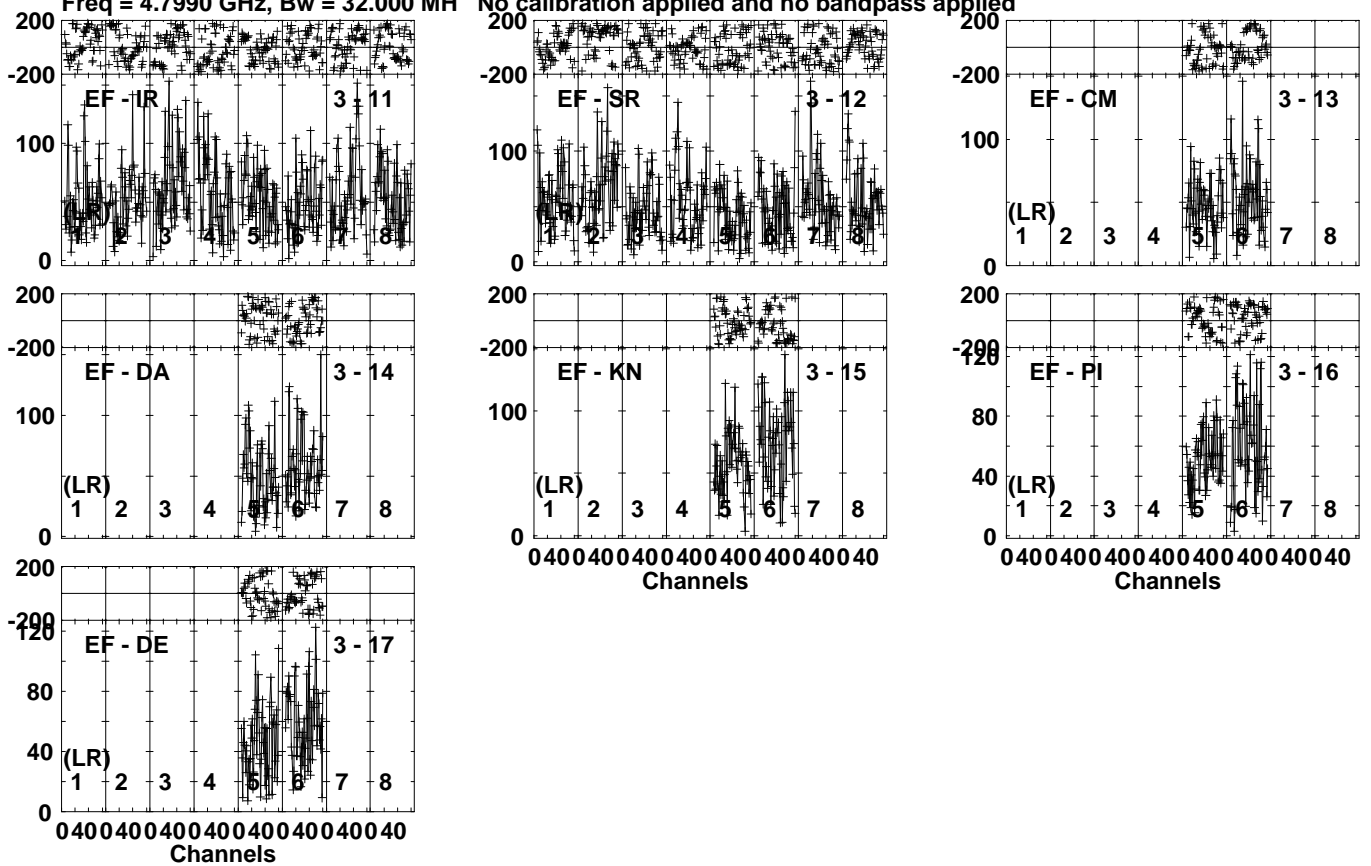 Freq = 4.7990 GHz, Bw = 32.000 MH No calibration applied and no bandpass applied
200
-200
EF - IR 3 - 11
100
(LR)
1 2 3 4 5 6 7 8
0
200
-200
EF - SR 3 - 12
100
(LR)
1 2 3 4 5 6 7 8
0
200
-200
EF - CM 3 - 13
100
(LR)
1 2 3 4 5 6 7 8
0
200
-200
EF - DA 3 - 14
100
(LR)
1 2 3 4 5 6 7 8
0
200
-200
EF - KN 3 - 15
100
(LR)
1 2 3 4 5 6 7 8
0
0 40 0 40 0 40 0 40 0 40 0 40 0 40 0 40
Channels
200
-200
120
EF - PI 3 - 16
80
40
(LR)
1 2 3 4 5 6 7 8
0
0 40 0 40 0 40 0 40 0 40 0 40 0 40 0 40
Channels
200
-200
120
EF - DE 3 - 17
80
40
(LR)
1 2 3 4 5 6 7 8
0
0 40 0 40 0 40 0 40 0 40 0 40 0 40 0 40
Channels